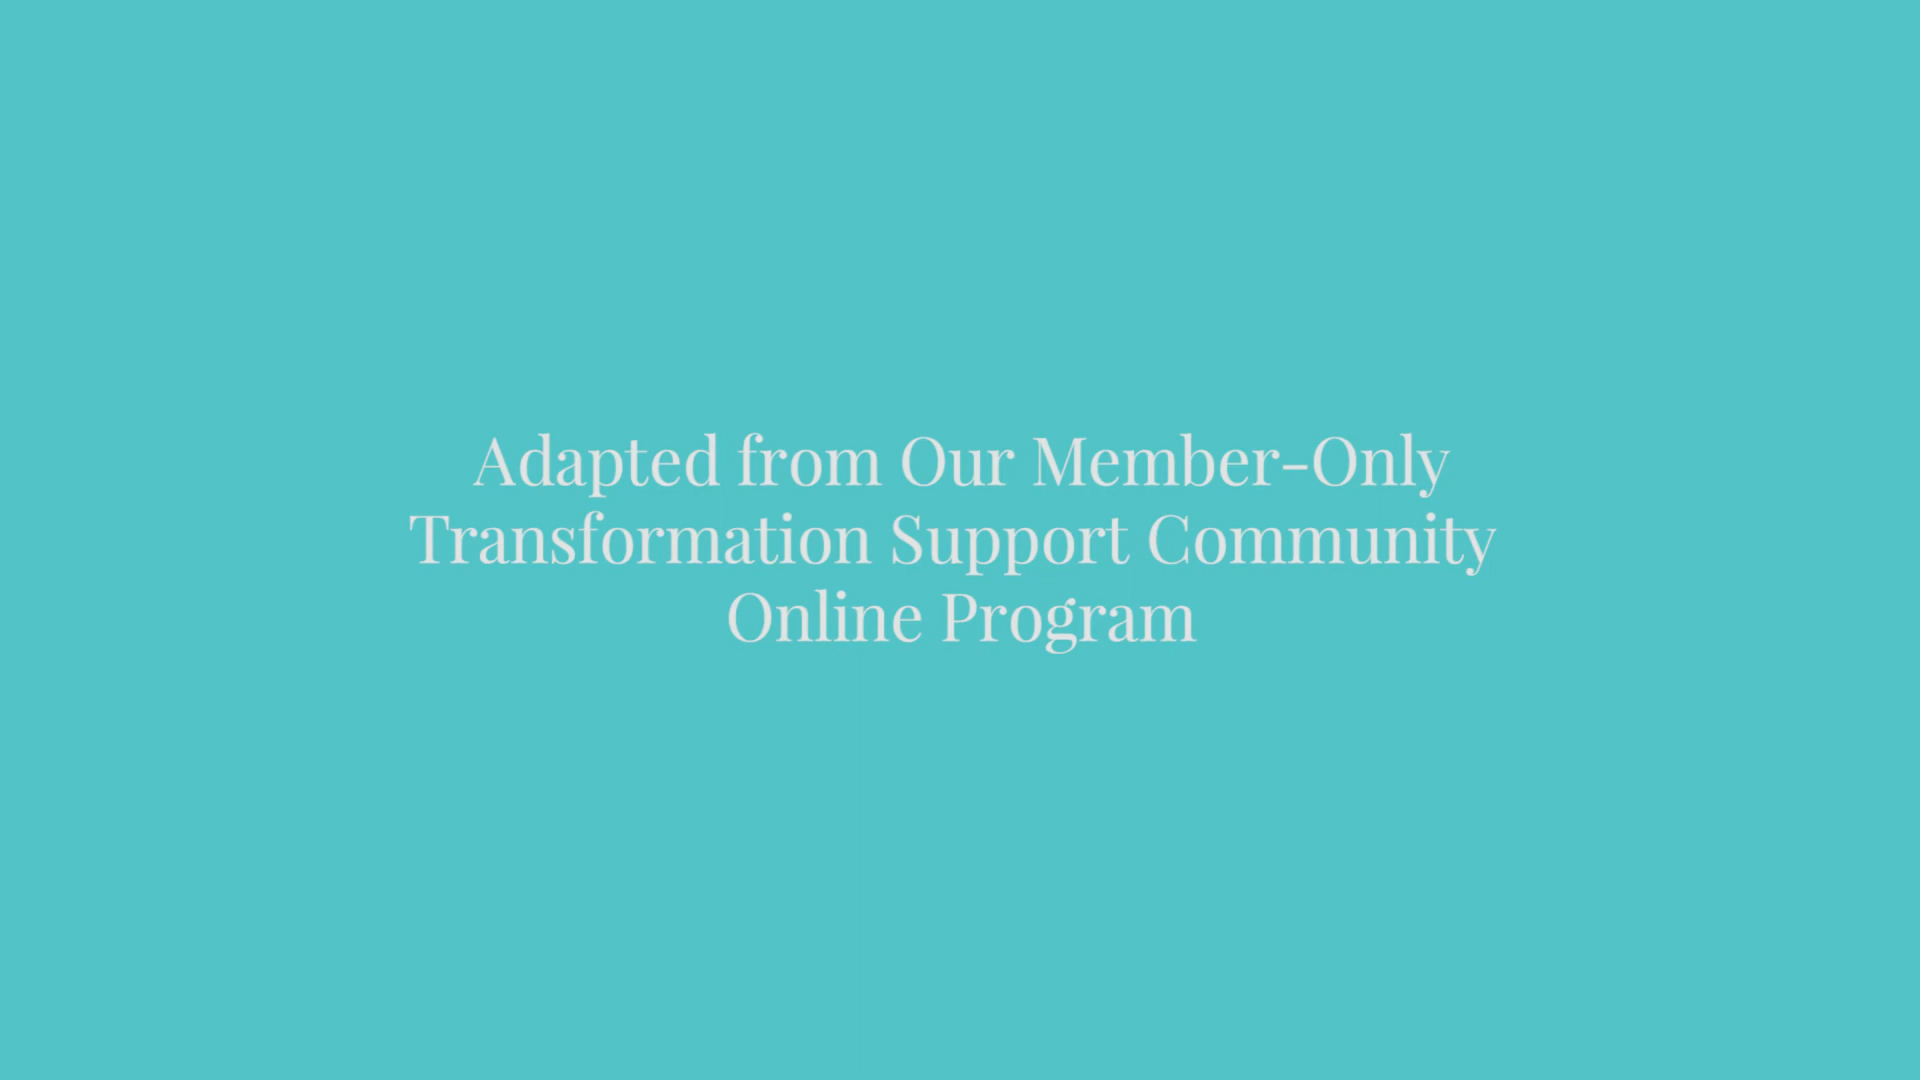 Adapted from Our Member-Only
Transformation Support Community
Online Program